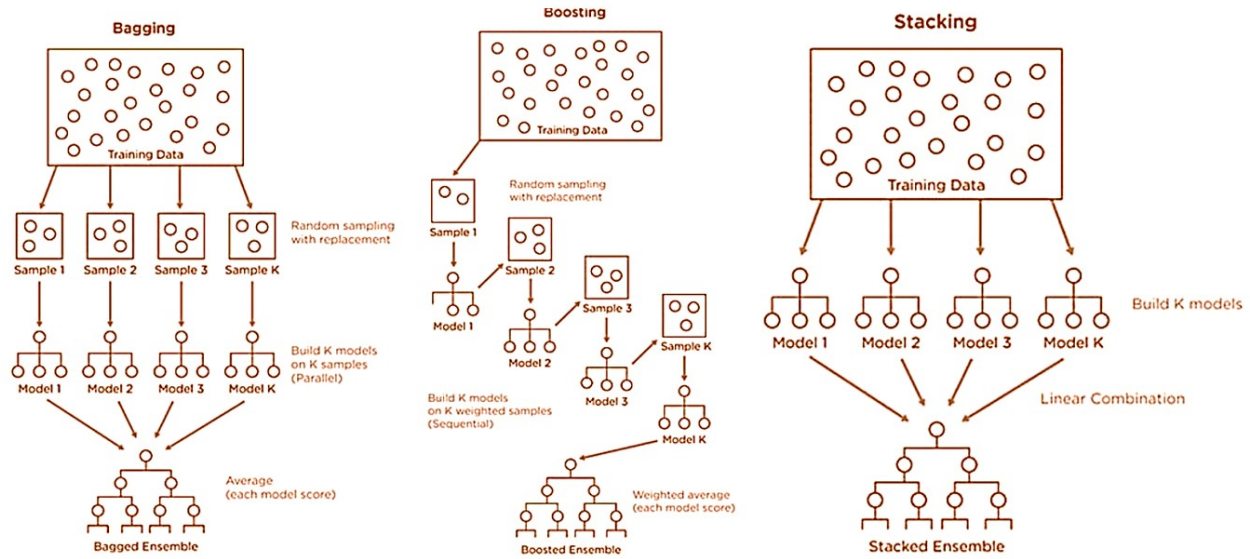 Bagging
Training Data
Sample 1 Sample 2 Sample 3 Sample K
Random sampling
with replacement
Build K models
on K samples
(Parallel)
Model 1 Model 2 Model 3 Model K
Average
(each model score)
Bagged Ensemble
Boosting
Training Data
Random sampling
with replacement
Sample 1
Sample 2
Model 1
Sample 3
Model 2
Sample K
Model 3
Build K models
on K weighted samples
(Sequential)
Model K
Weighted average
(each model score)
Boosted Ensemble
Stacking
Training Data
Build K models
Model 1 Model 2 Model 3 Model K
Linear Combination
Stacked Ensemble